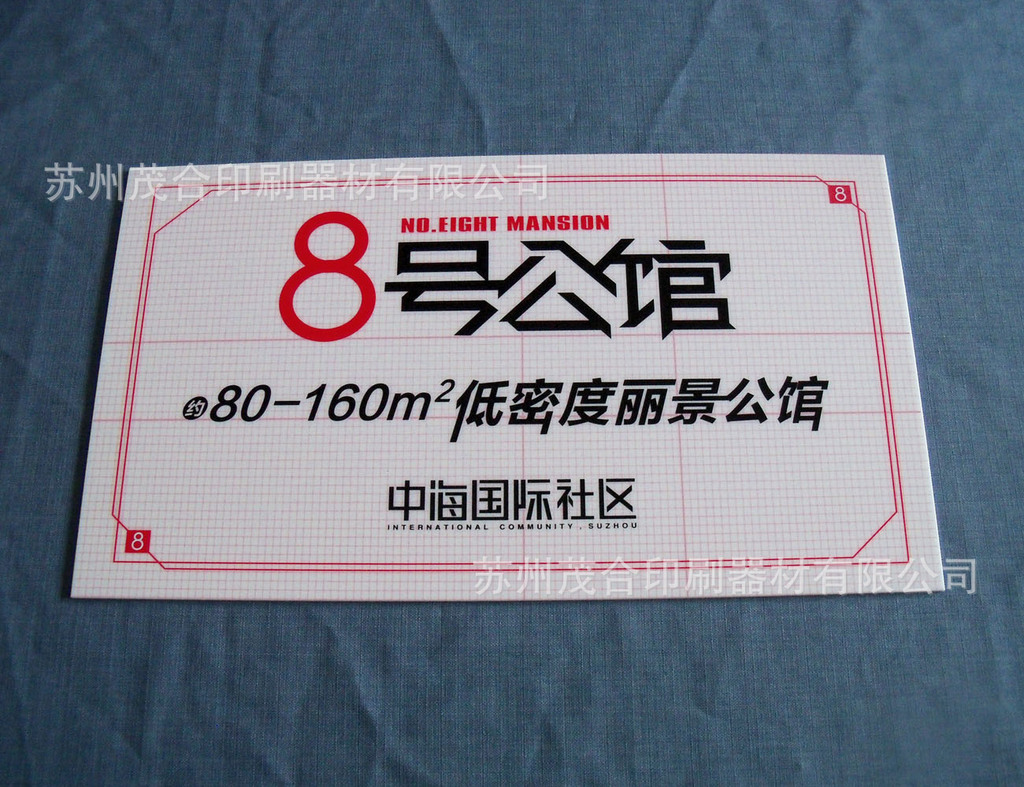 苏州茂合印刷器材有限公司
8
NO.EIGHT MANSION
8号公馆
约80-160m²低密度丽景公馆
中海国际社区
INTERNATIONAL COMMUNITY , SUZHOU
8
苏州茂合印刷器材有限公司